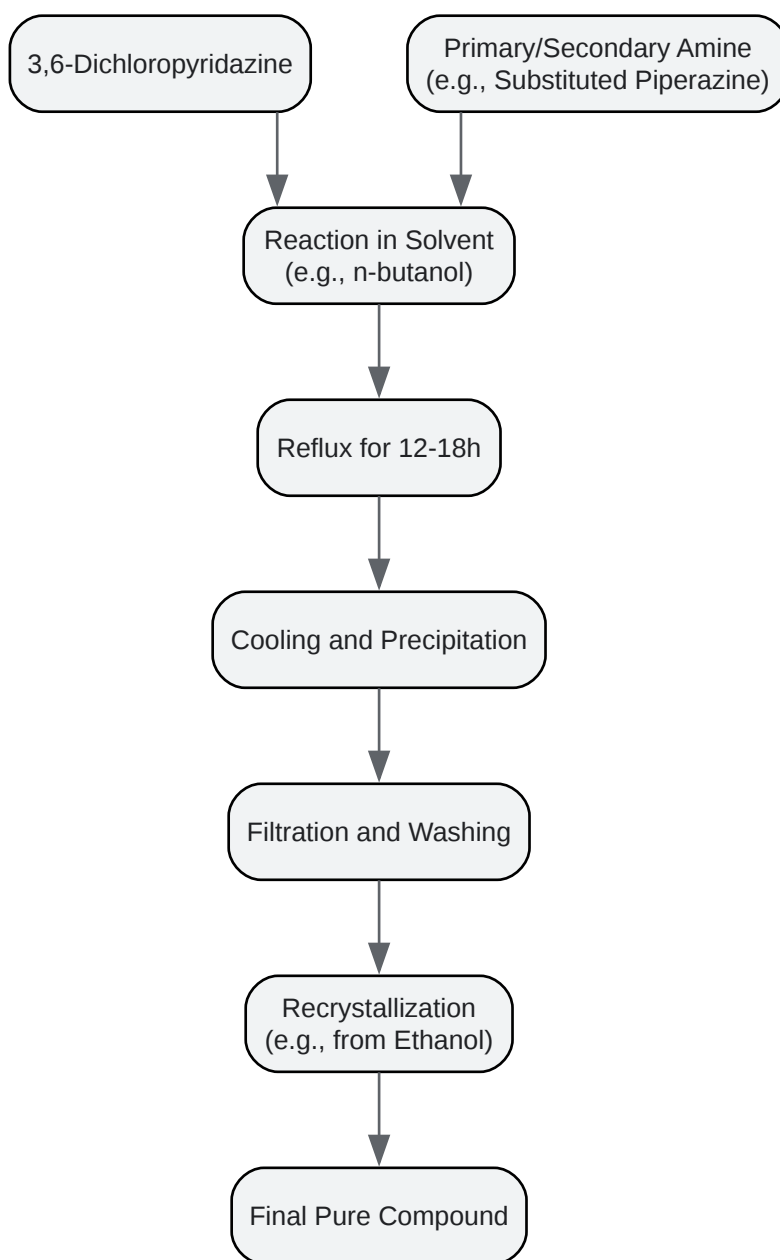 3,6-Dichloropyridazine
Primary/Secondary Amine
(e.g., Substituted Piperazine)
Reaction in Solvent
(e.g., n-butanol)
Reflux for 12-18h
Cooling and Precipitation
Filtration and Washing
Recrystallization
(e.g., from Ethanol)
Final Pure Compound